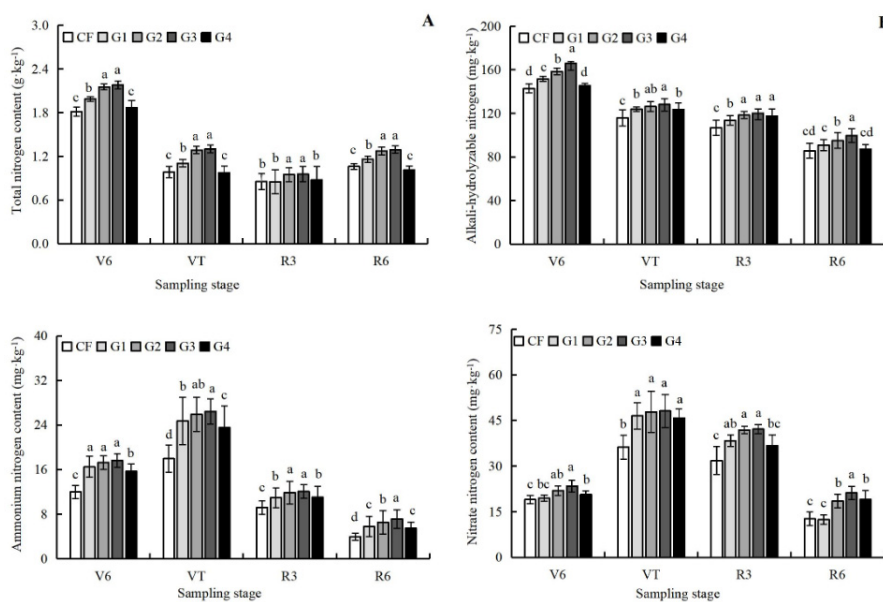 A
Total nitrogen content (g·kg⁻¹)
3.0
2.4
1.8
1.2
0.6
0.0
CF G1 G2 G3 G4
c b a a c
c b a a c
b b a a b
c b a a c
V6 VT R3 R6
Sampling stage
Alkali-hydrolyzable nitrogen (mg·kg⁻¹)
200
160
120
80
40
0
CF G1 G2 G3 G4
d c b a d
c b ab a b
c b a a a
cd c b a cd
V6 VT R3 R6
Sampling stage
Ammonium nitrogen content (mg·kg⁻¹)
40
32
24
16
8
0
CF G1 G2 G3 G4
c a a a b
d b ab a c
c b a a b
d c b a c
V6 VT R3 R6
Sampling stage
Nitrate nitrogen content (mg·kg⁻¹)
75
60
45
30
15
0
CF G1 G2 G3 G4
c bc ab a b
b a a a a
c ab a a bc
c c b a b
V6 VT R3 R6
Sampling stage